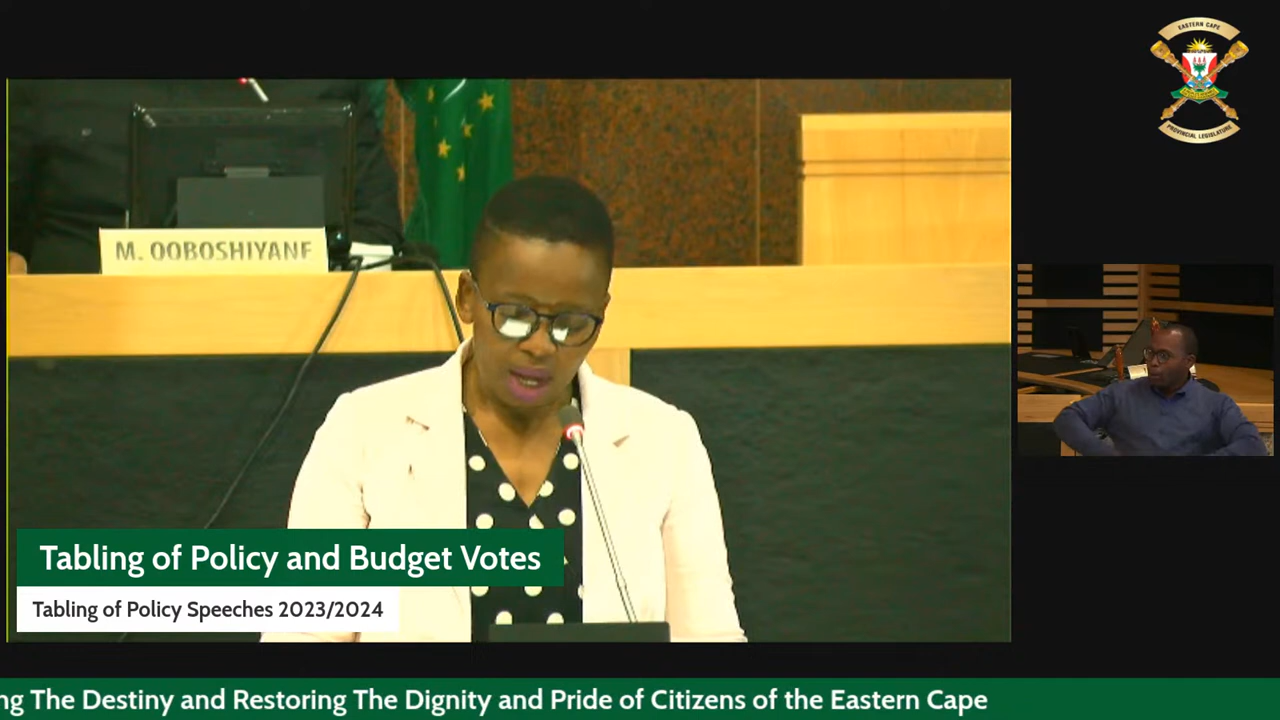 EASTERN CAPE
PROVINCIAL LEGISLATURE
M. QOBOSHIYANE
Tabling of Policy and Budget Votes
Tabling of Policy Speeches 2023/2024
ng The Destiny and Restoring The Dignity and Pride of Citizens of the Eastern Cape